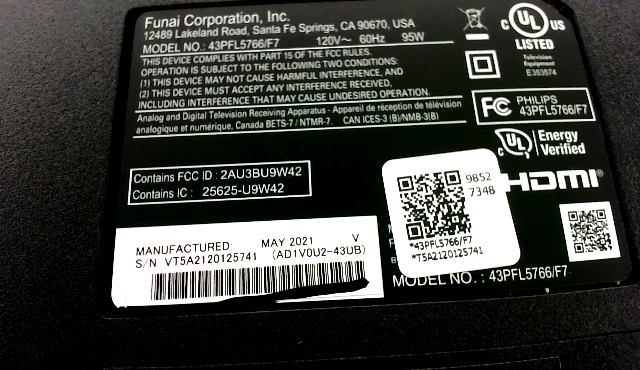 Funai Corporation, Inc.
12489 Lakeland Road, Santa Fe Springs, CA 90670, USA
MODEL NO.: 43PFL5766/F7 120V~ 60Hz 95W
THIS DEVICE COMPLIES WITH PART 15 OF THE FCC RULES.
OPERATION IS SUBJECT TO THE FOLLOWING TWO CONDITIONS:
(1) THIS DEVICE MAY NOT CAUSE HARMFUL INTERFERENCE, AND
(2) THIS DEVICE MUST ACCEPT ANY INTERFERENCE RECEIVED,
INCLUDING INTERFERENCE THAT MAY CAUSE UNDESIRED OPERATION.
Analog and Digital Television Receiving Apparatus - Appareil de réception de télévision
analogique et numérique, Canada BETS-7 / NTMR-7. CAN ICES-3 (B)/NMB-3(B)
C UL US
LISTED
Television
Equipment
E353574
FC PHILIPS
43PFL5766/F7
C UL Energy
Verified
Contains FCC ID : 2AU3BU9W42
Contains IC : 25625-U9W42
HDMI
9852
7348
*43PFL5766/F7
*T5A2120125741
MANUFACTURED: MAY 2021 V
S/N VT5A2120125741 (AD1V0U2-43UB)
MODEL NO.: 43PFL5766/F7